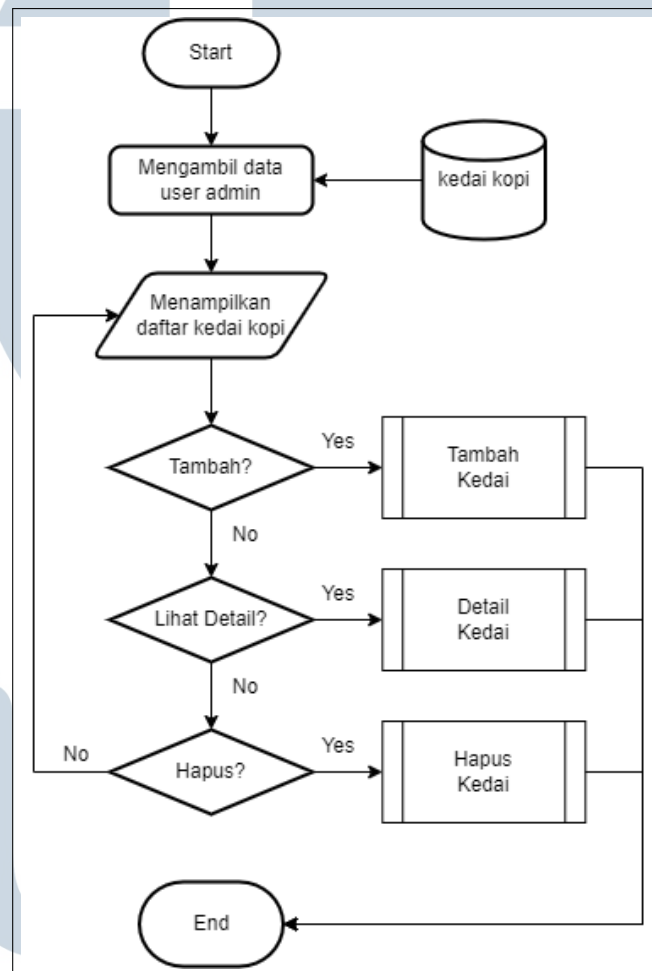 Start
Mengambil data
user admin
kedai kopi
Menampilkan
daftar kedai kopi
Tambah?
Yes
Tambah
Kedai
No
Lihat Detail?
Yes
Detail
Kedai
No
Hapus?
Yes
Hapus
Kedai
No
End